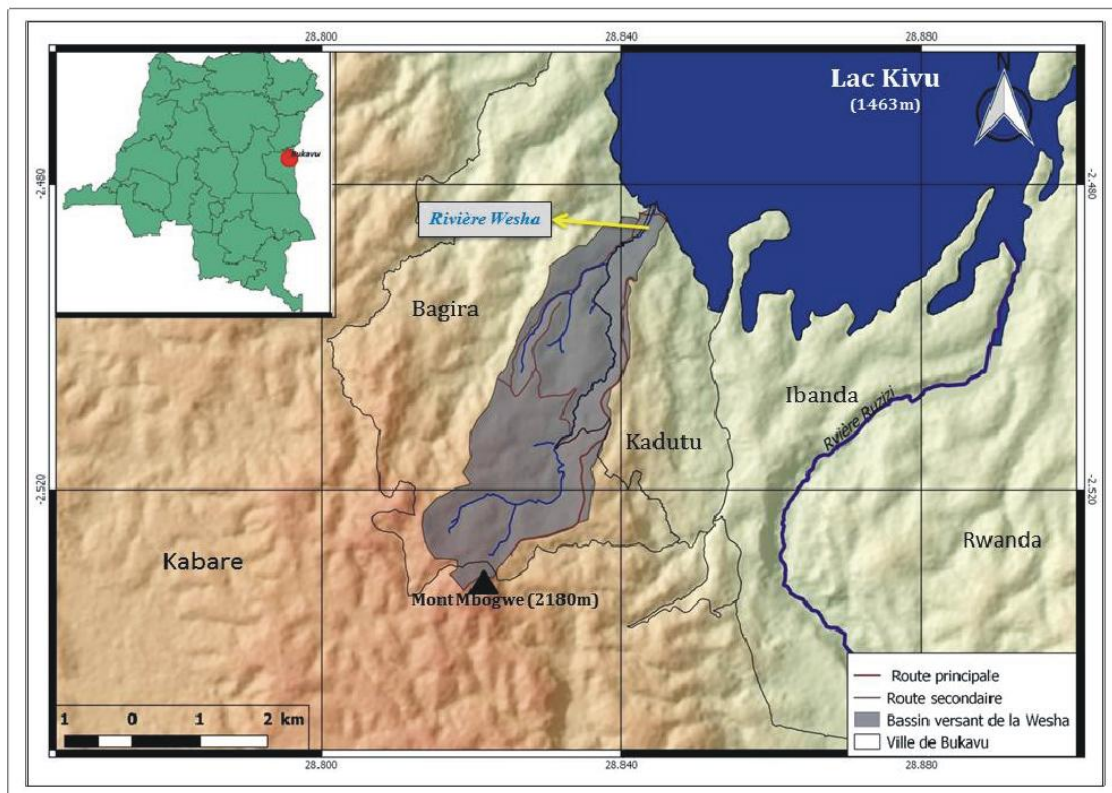 28.800
28.840
28.880
Bukavu
Lac Kivu
(1463m)
N
-2.480
-2.480
Rivière Wesha
Bagira
Ibanda
Rvière Ruzizi
Kadutu
-2.520
-2.520
Kabare
Rwanda
Mont Mbogwe (2180m)
Route principale
Route secondaire
Bassin versant de la Wesha
Ville de Bukavu
1 0 1 2 km
28.800
28.840
28.880